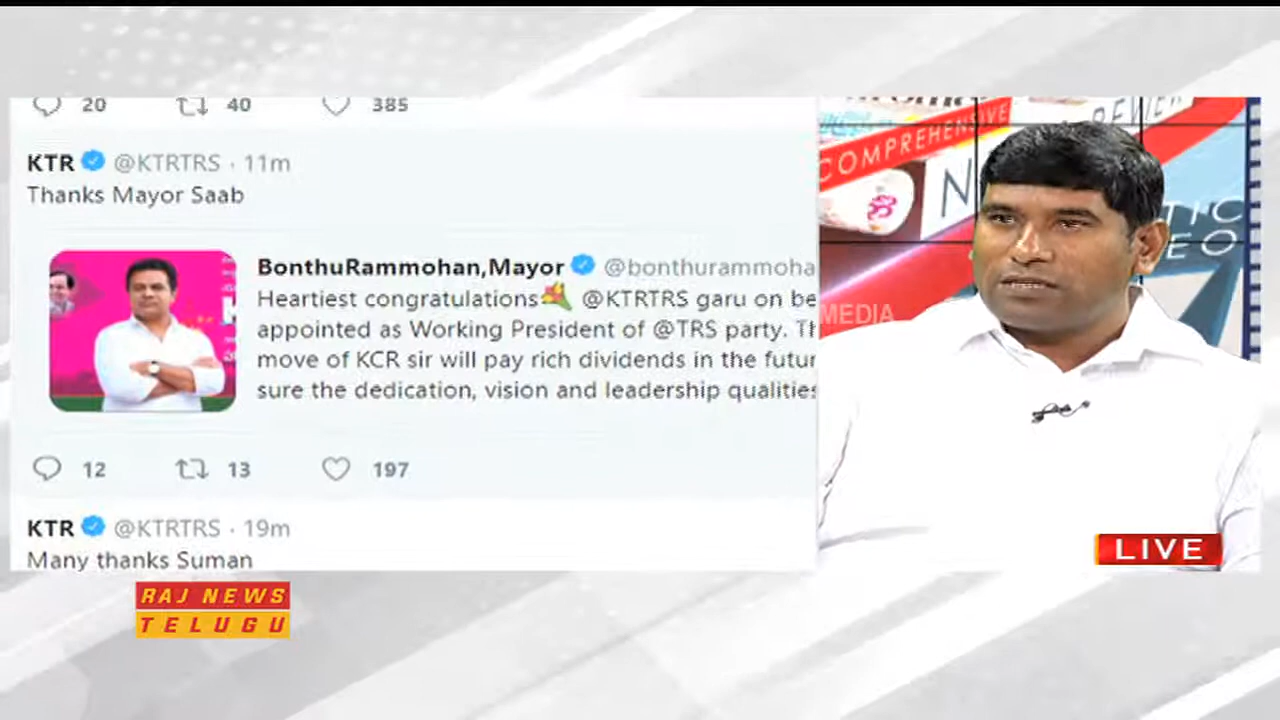 20 40 385
KTR @KTRTRS · 11m
Thanks Mayor Saab
BonthuRammohan,Mayor @bonthurammoha
Heartiest congratulations @KTRTRS garu on be
appointed as Working President of @TRS party. Th
move of KCR sir will pay rich dividends in the futur
sure the dedication, vision and leadership qualities
12 13 197
KTR @KTRTRS · 19m
Many thanks Suman
COMPREHENSIVE
MEDIA
LIVE
RAJ NEWS
TELUGU